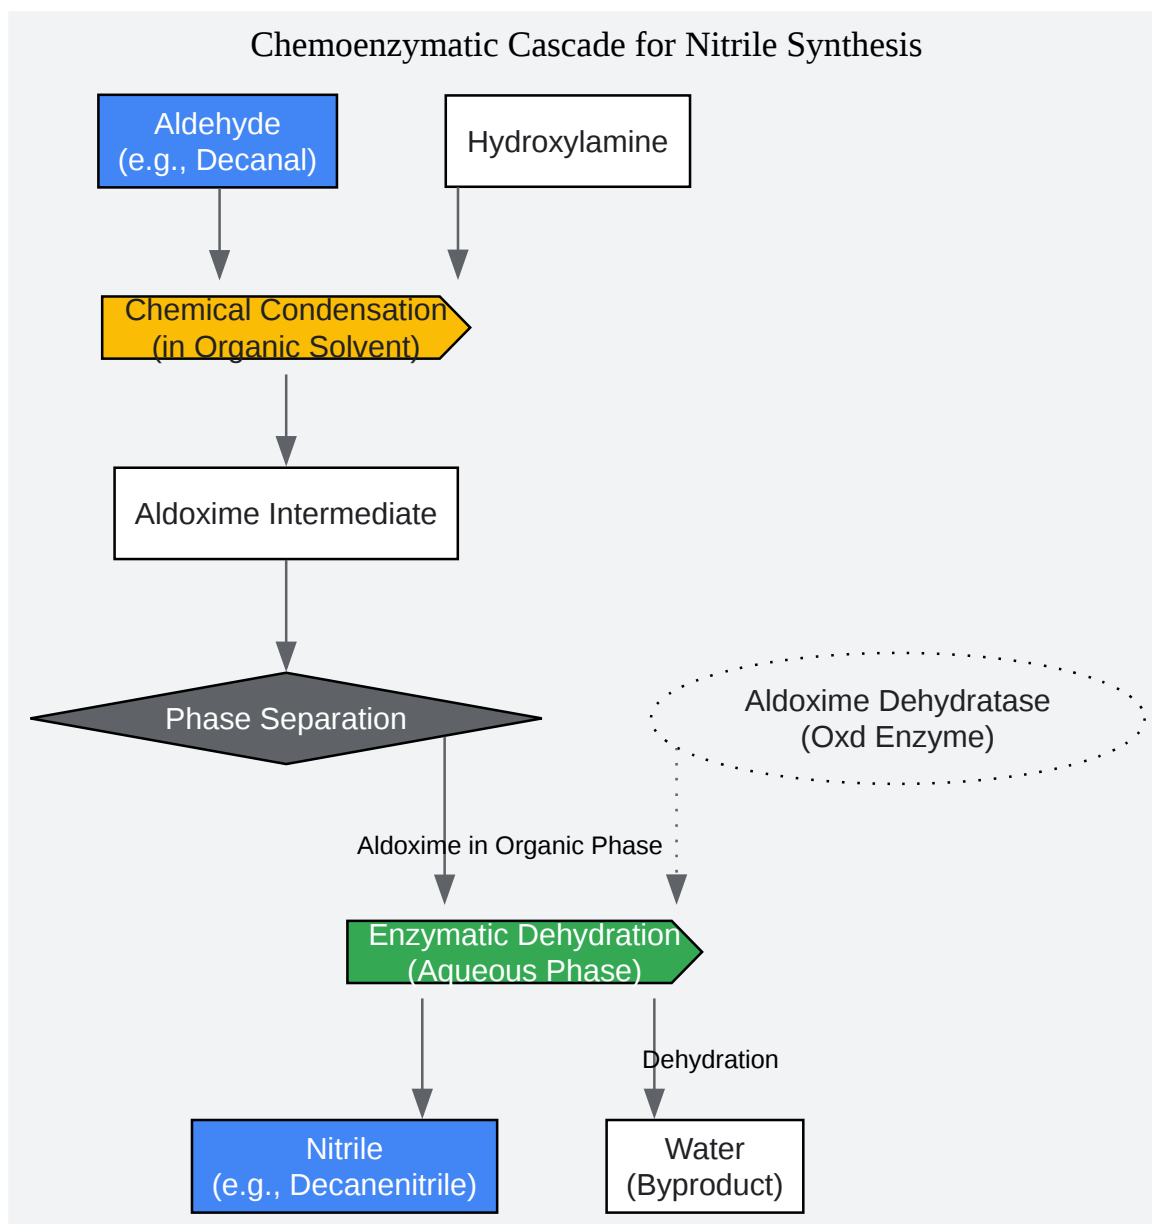 Chemoenzymatic Cascade for Nitrile Synthesis
Aldehyde
(e.g., Decanal)
Hydroxylamine
Chemical Condensation
(in Organic Solvent)
Aldoxime Intermediate
Phase Separation
Aldoxime Dehydratase
(Oxd Enzyme)
Aldoxime in Organic Phase
Enzymatic Dehydration
(Aqueous Phase)
Dehydration
Nitrile
(e.g., Decanenitrile)
Water
(Byproduct)